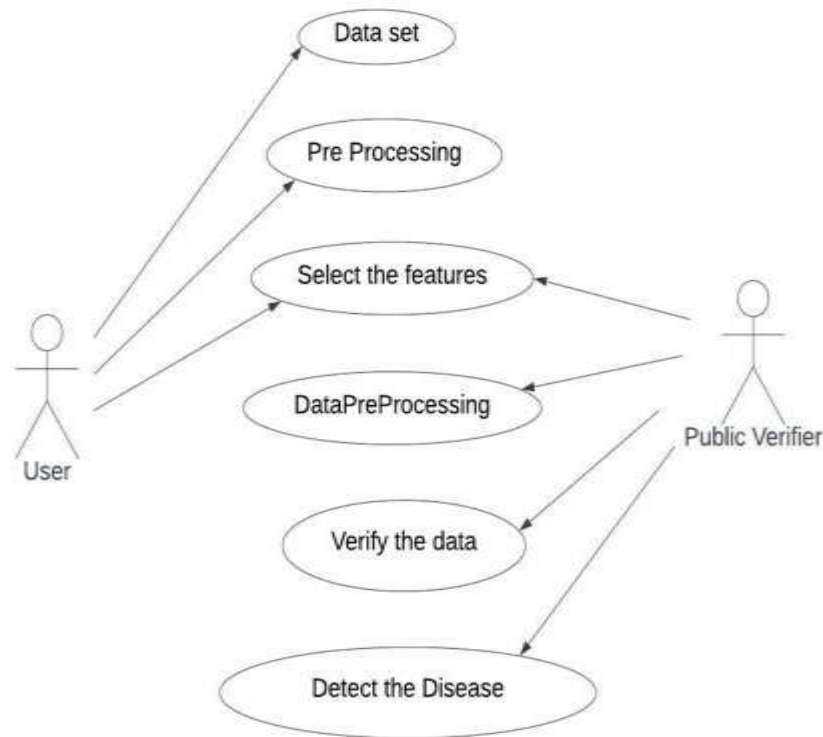 Data set
Pre Processing
Select the features
DataPreProcessing
User
Public Verifier
Verify the data
Detect the Disease